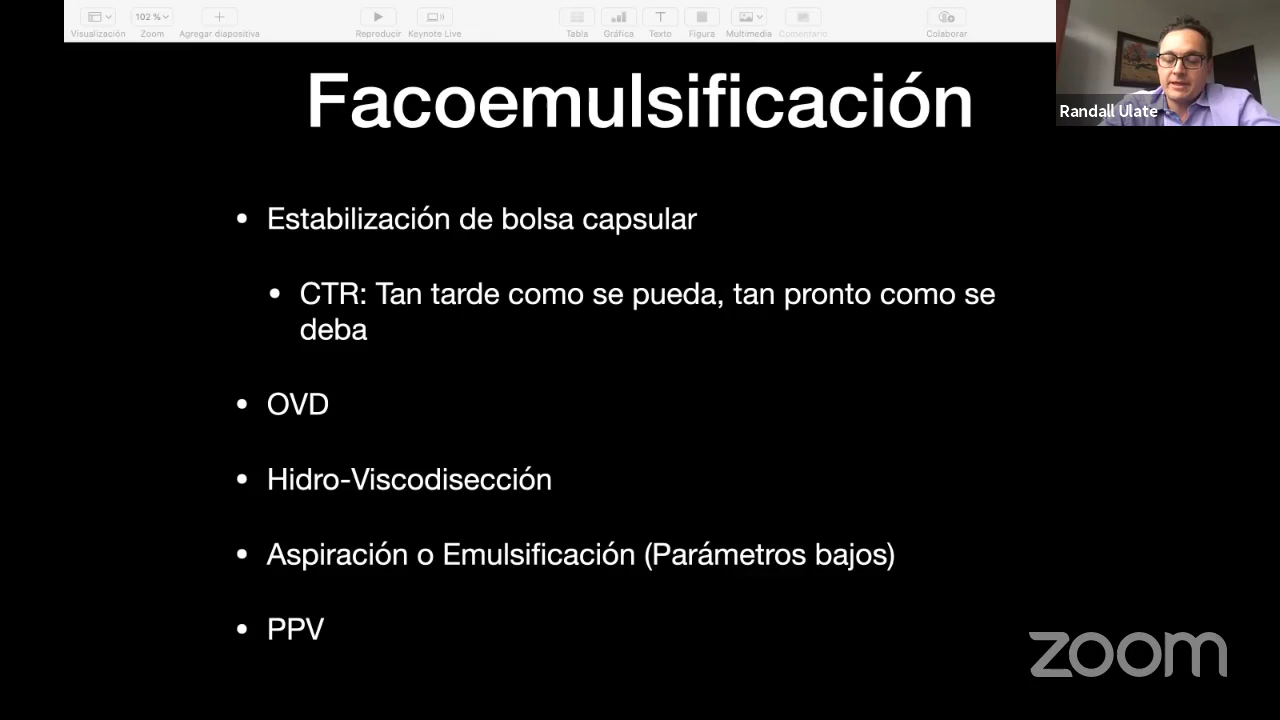 102 %
Visualización Zoom Agregar diapositiva Reproducir Keynote Live Tabla Gráfica Texto Figura Multimedia Comentario Colaborar
Randall Ulate
Facoemulsificación
• Estabilización de bolsa capsular
• CTR: Tan tarde como se pueda, tan pronto como se
deba
• OVD
• Hidro-Viscodisección
• Aspiración o Emulsificación (Parámetros bajos)
• PPV
zoom